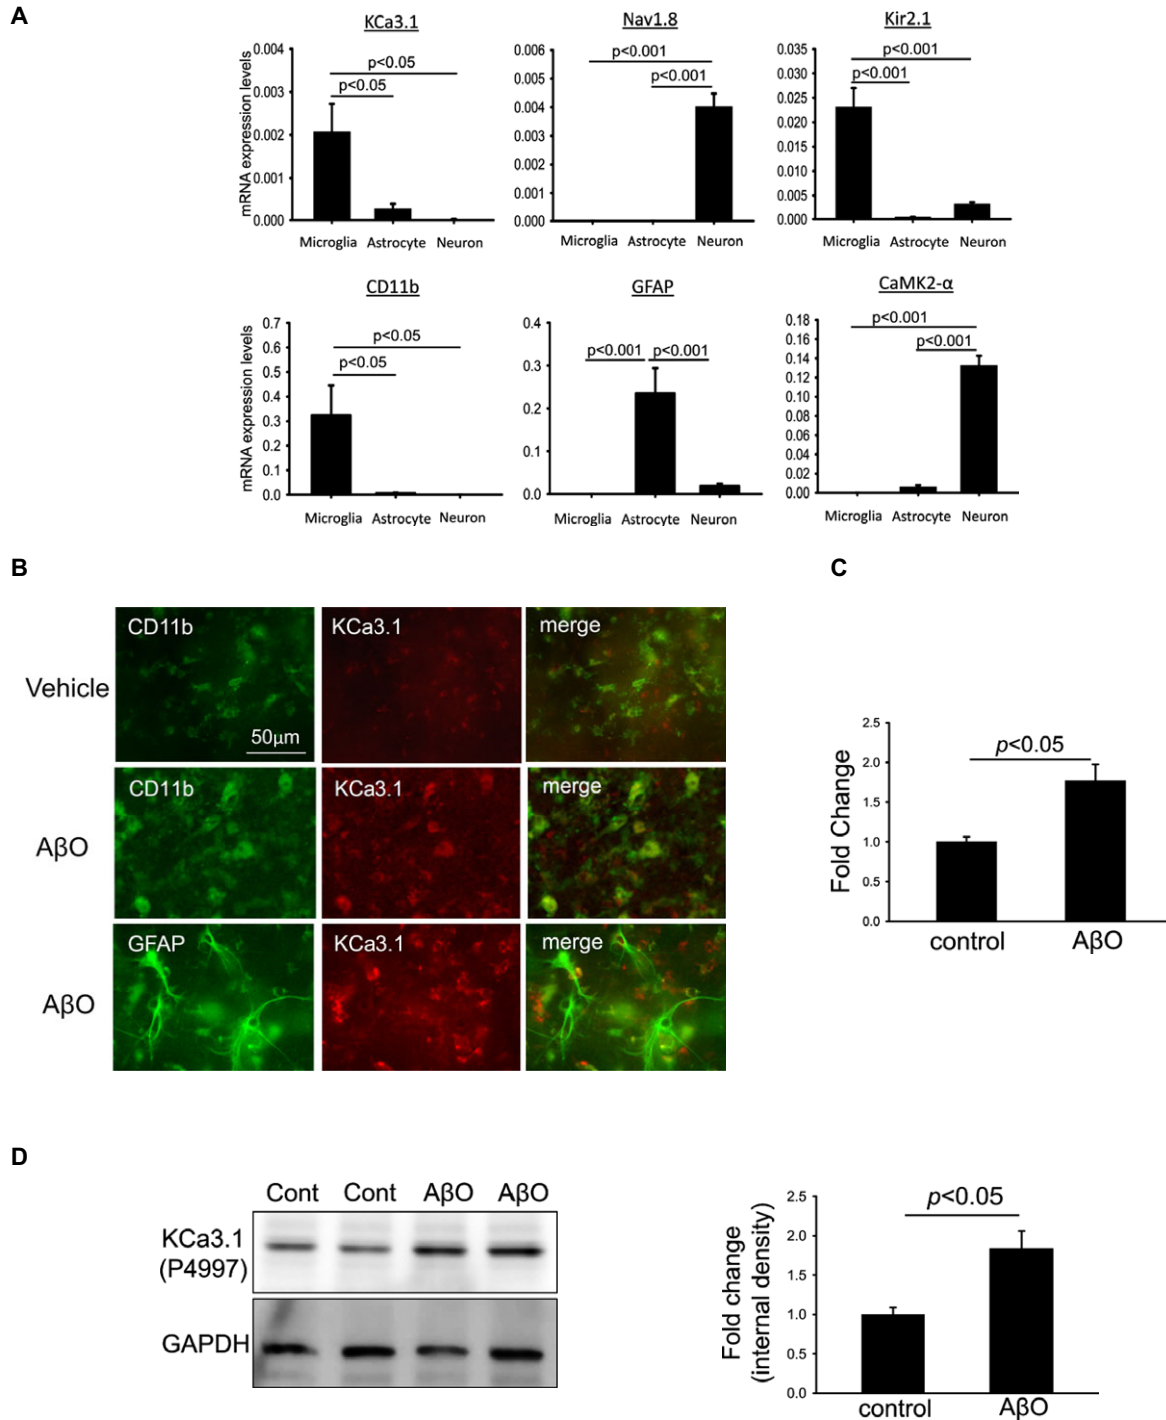 A
KCa3.1
Nav1.8
Kir2.1
mRNA expression levels
0.004
0.003
0.002
0.001
0.000
p<0.05
p<0.05
Microglia Astrocyte Neuron
0.006
0.005
0.004
0.003
0.002
0.001
0.000
p<0.001
p<0.001
Microglia Astrocyte Neuron
0.035
0.030
0.025
0.020
0.015
0.010
0.005
0.000
p<0.001
p<0.001
Microglia Astrocyte Neuron
CD11b
GFAP
CaMK2-α
mRNA expression levels
0.7
0.6
0.5
0.4
0.3
0.2
0.1
0.0
p<0.05
p<0.05
Microglia Astrocyte Neuron
0.4
0.3
0.2
0.1
0.0
p<0.001 p<0.001
Microglia Astrocyte Neuron
0.18
0.16
0.14
0.12
0.10
0.08
0.06
0.04
0.02
0.00
p<0.001
p<0.001
Microglia Astrocyte Neuron
B
Vehicle
CD11b
50μm
KCa3.1
merge
AβO
CD11b
KCa3.1
merge
AβO
GFAP
KCa3.1
merge
C
Fold Change
2.5
2.0
1.5
1.0
0.5
0.0
p<0.05
control AβO
D
Cont Cont AβO AβO
KCa3.1
(P4997)
GAPDH
Fold change
(internal density)
2.5
2.0
1.5
1.0
0.5
0.0
p<0.05
control AβO